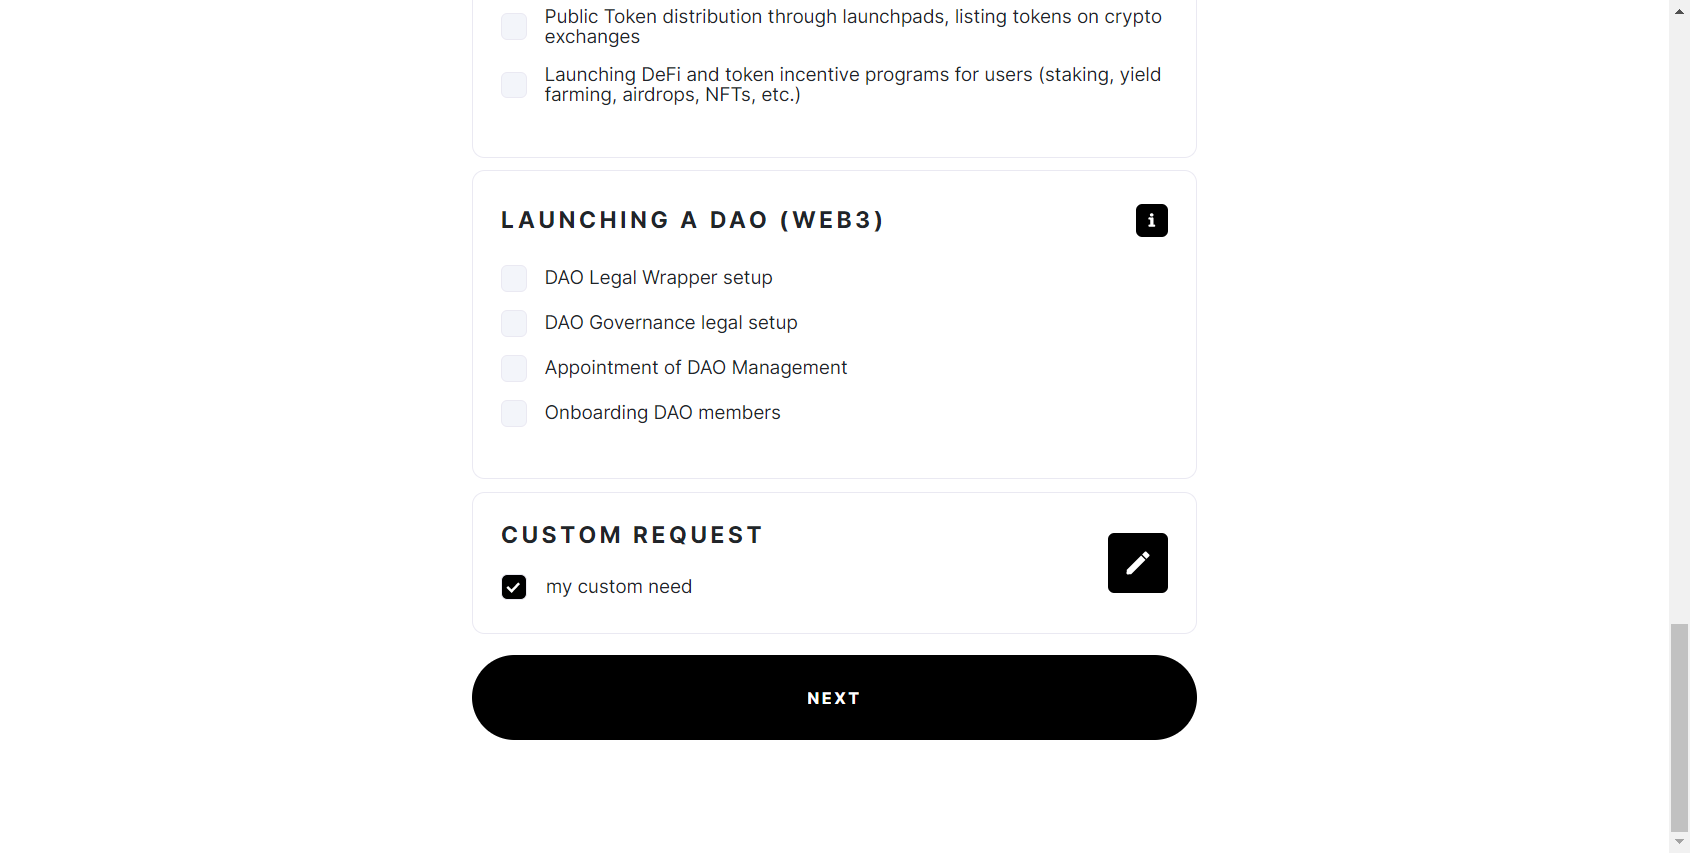 Public Token distribution through launchpads, listing tokens on crypto
exchanges
Launching DeFi and token incentive programs for users (staking, yield
farming, airdrops, NFTs, etc.)
LAUNCHING A DAO (WEB3)
i
DAO Legal Wrapper setup
DAO Governance legal setup
Appointment of DAO Management
Onboarding DAO members
CUSTOM REQUEST
my custom need
NEXT